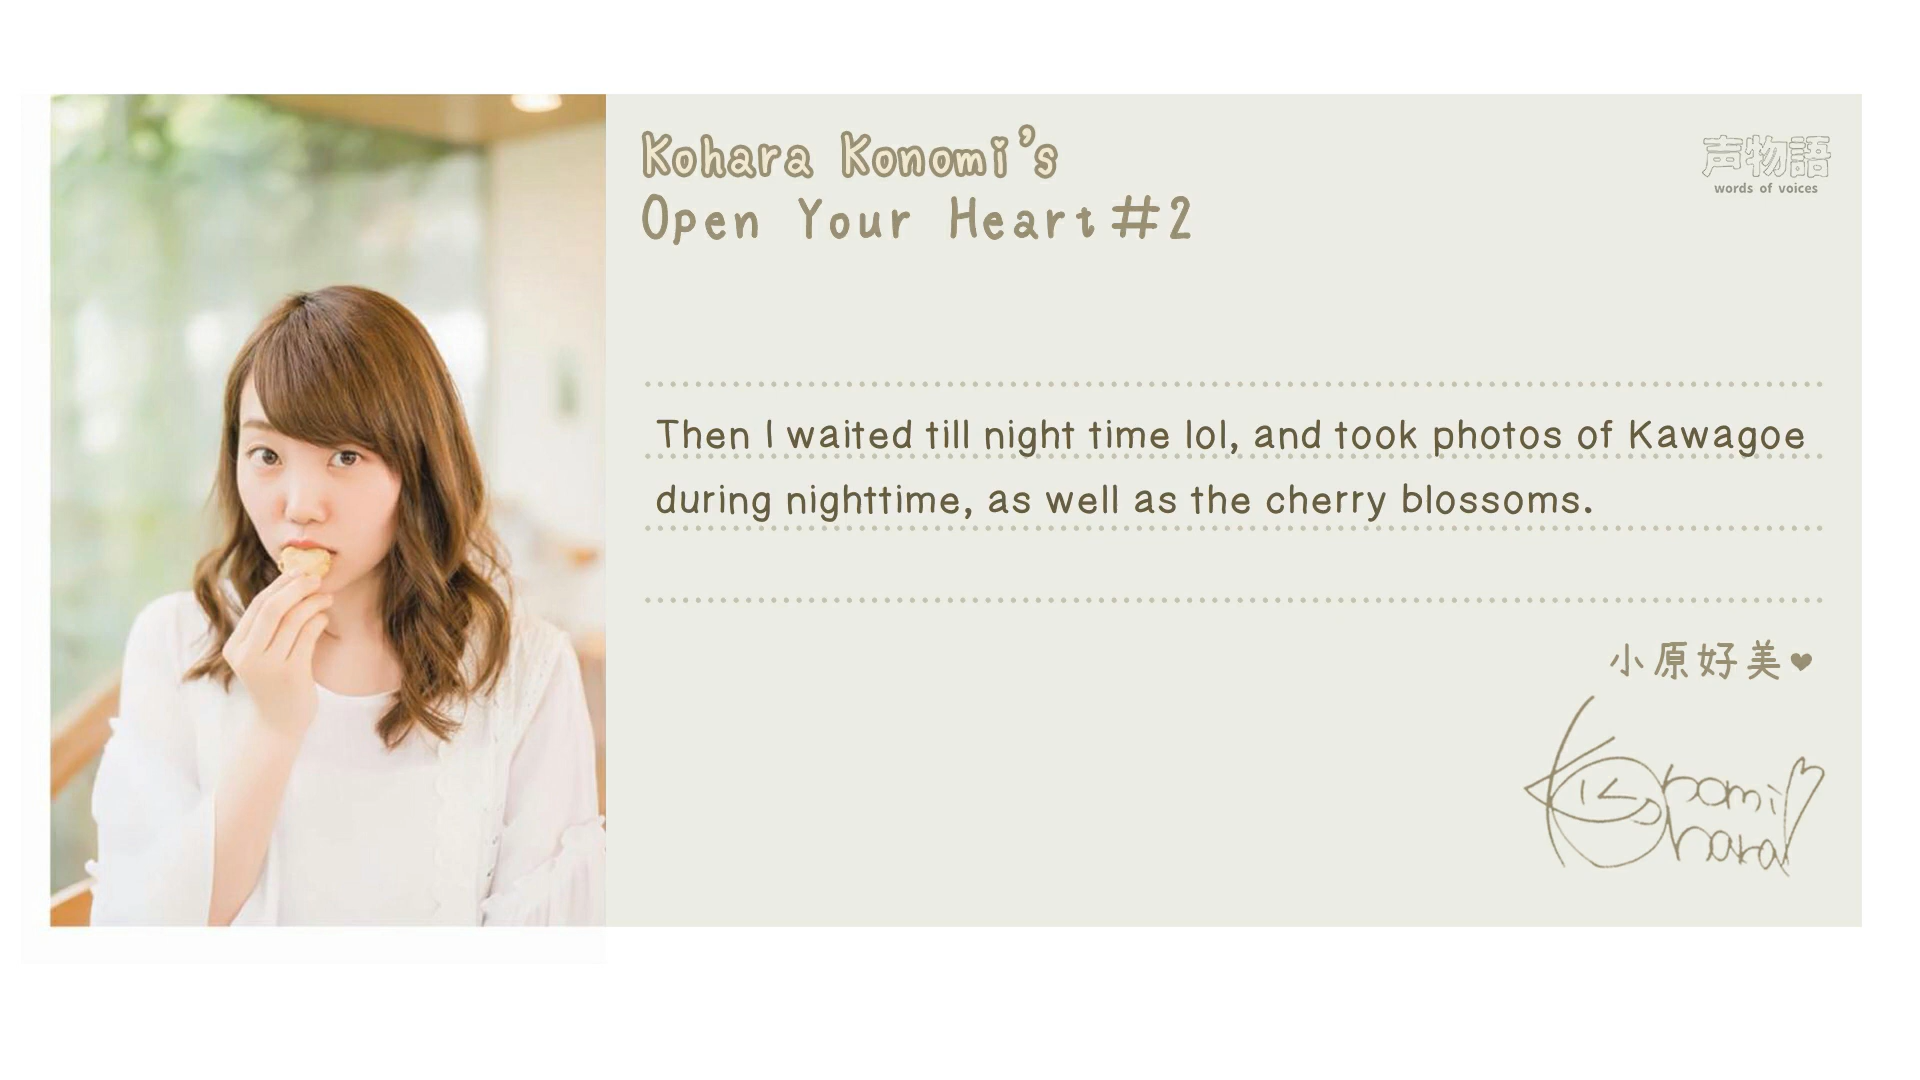 Kohara Konomi's
Open Your Heart#2
声物語
words of voices
Then I waited till night time lol, and took photos of Kawagoe
during nighttime, as well as the cherry blossoms.
小原好美♥
Konomi
Kohara